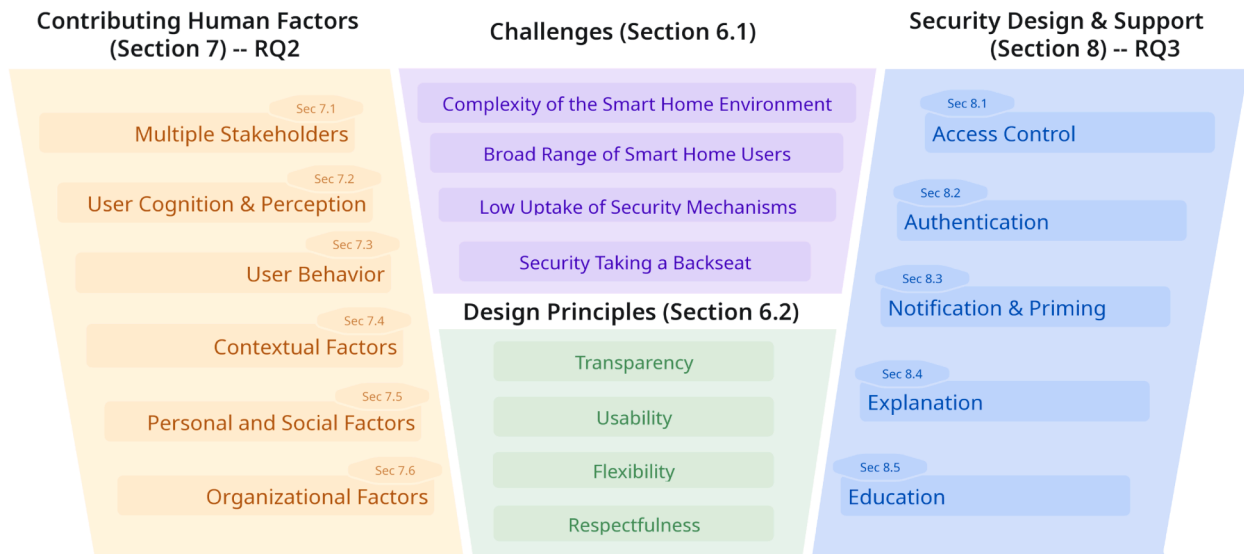 Contributing Human Factors
(Section 7) -- RQ2
Sec 7.1
Multiple Stakeholders
Sec 7.2
User Cognition & Perception
Sec 7.3
User Behavior
Sec 7.4
Contextual Factors
Sec 7.5
Personal and Social Factors
Sec 7.6
Organizational Factors
Challenges (Section 6.1)
Complexity of the Smart Home Environment
Broad Range of Smart Home Users
Low Uptake of Security Mechanisms
Security Taking a Backseat
Design Principles (Section 6.2)
Transparency
Usability
Flexibility
Respectfulness
Security Design & Support
(Section 8) -- RQ3
Sec 8.1
Access Control
Sec 8.2
Authentication
Sec 8.3
Notification & Priming
Sec 8.4
Explanation
Sec 8.5
Education